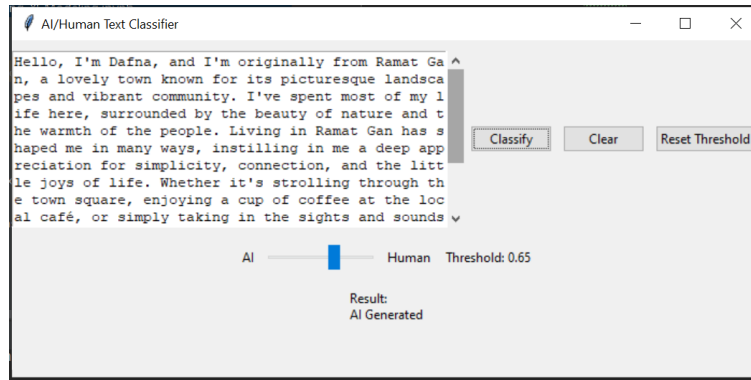 AI/Human Text Classifier
Hello, I'm Dafna, and I'm originally from Ramat Ga
n, a lovely town known for its picturesque landsca
pes and vibrant community. I've spent most of my l
ife here, surrounded by the beauty of nature and t
he warmth of the people. Living in Ramat Gan has s
haped me in many ways, instilling in me a deep app
reciation for simplicity, connection, and the litt
le joys of life. Whether it's strolling through th
e town square, enjoying a cup of coffee at the loc
al café, or simply taking in the sights and sounds
Classify Clear Reset Threshold
AI Human Threshold: 0.65
Result:
AI Generated